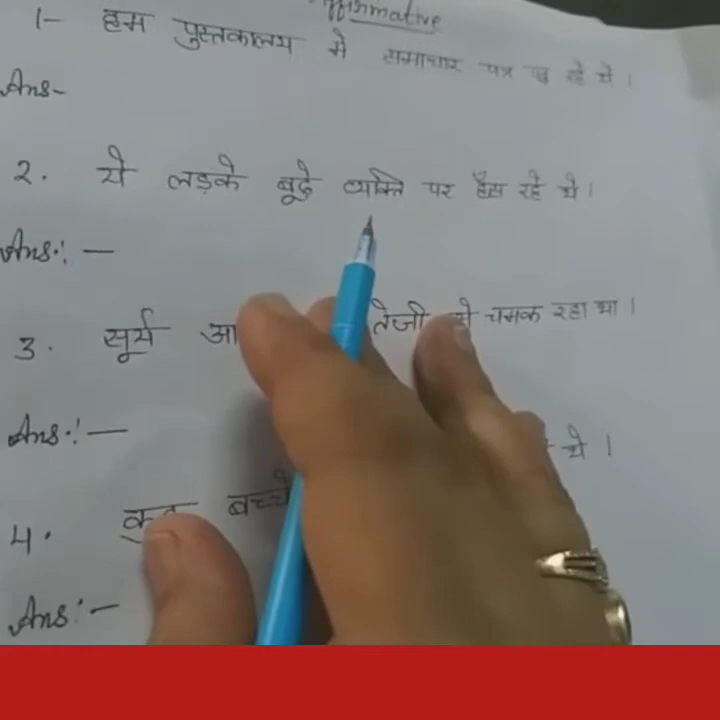 Affirmative
1- हम पुस्तकालय मे समाचार पत्र पढ़ रहे थे।
Ans-
2. ये लड़के बूढ़े व्यक्ति पर हँस रहे थे।
Ans:-
3. सूर्य तेजी से चमक रहा था।
Ans:-
4. कुछ बच्चे थे।
Ans:-